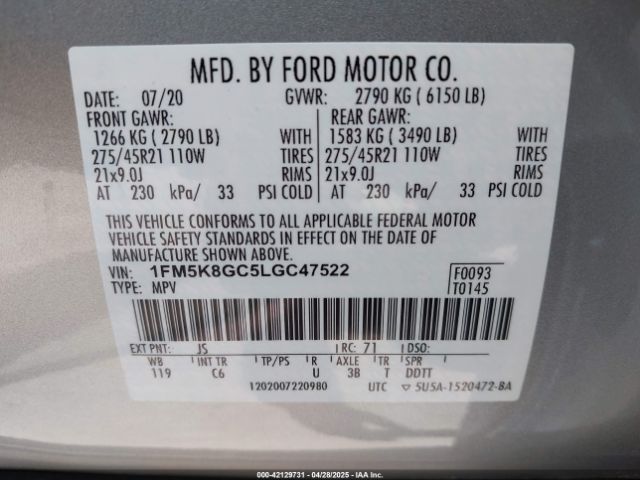 MFD. BY FORD MOTOR CO.
DATE: 07/20 GVWR: 2790 KG ( 6150 LB)
FRONT GAWR: REAR GAWR:
1266 KG ( 2790 LB) WITH 1583 KG ( 3490 LB) WITH
275/45R21 110W TIRES 275/45R21 110W TIRES
21x9.0J RIMS 21x9.0J RIMS
AT 230 kPa/ 33 PSI COLD AT 230 kPa/ 33 PSI COLD
THIS VEHICLE CONFORMS TO ALL APPLICABLE FEDERAL MOTOR
VEHICLE SAFETY STANDARDS IN EFFECT ON THE DATE OF
MANUFACTURE SHOWN ABOVE.
VIN: 1FM5K8GC5LGC47522 F0093
TYPE: MPV T0145
EXT PNT: JS RC: 71 DSO:
WB INT TR TP/PS R AXLE TR SPR
119 C6 U 3B T DDTT
1202007220980 UTC 5U5A-1520472-BA
000-42129731 - 04/28/2025 - IAA Inc.